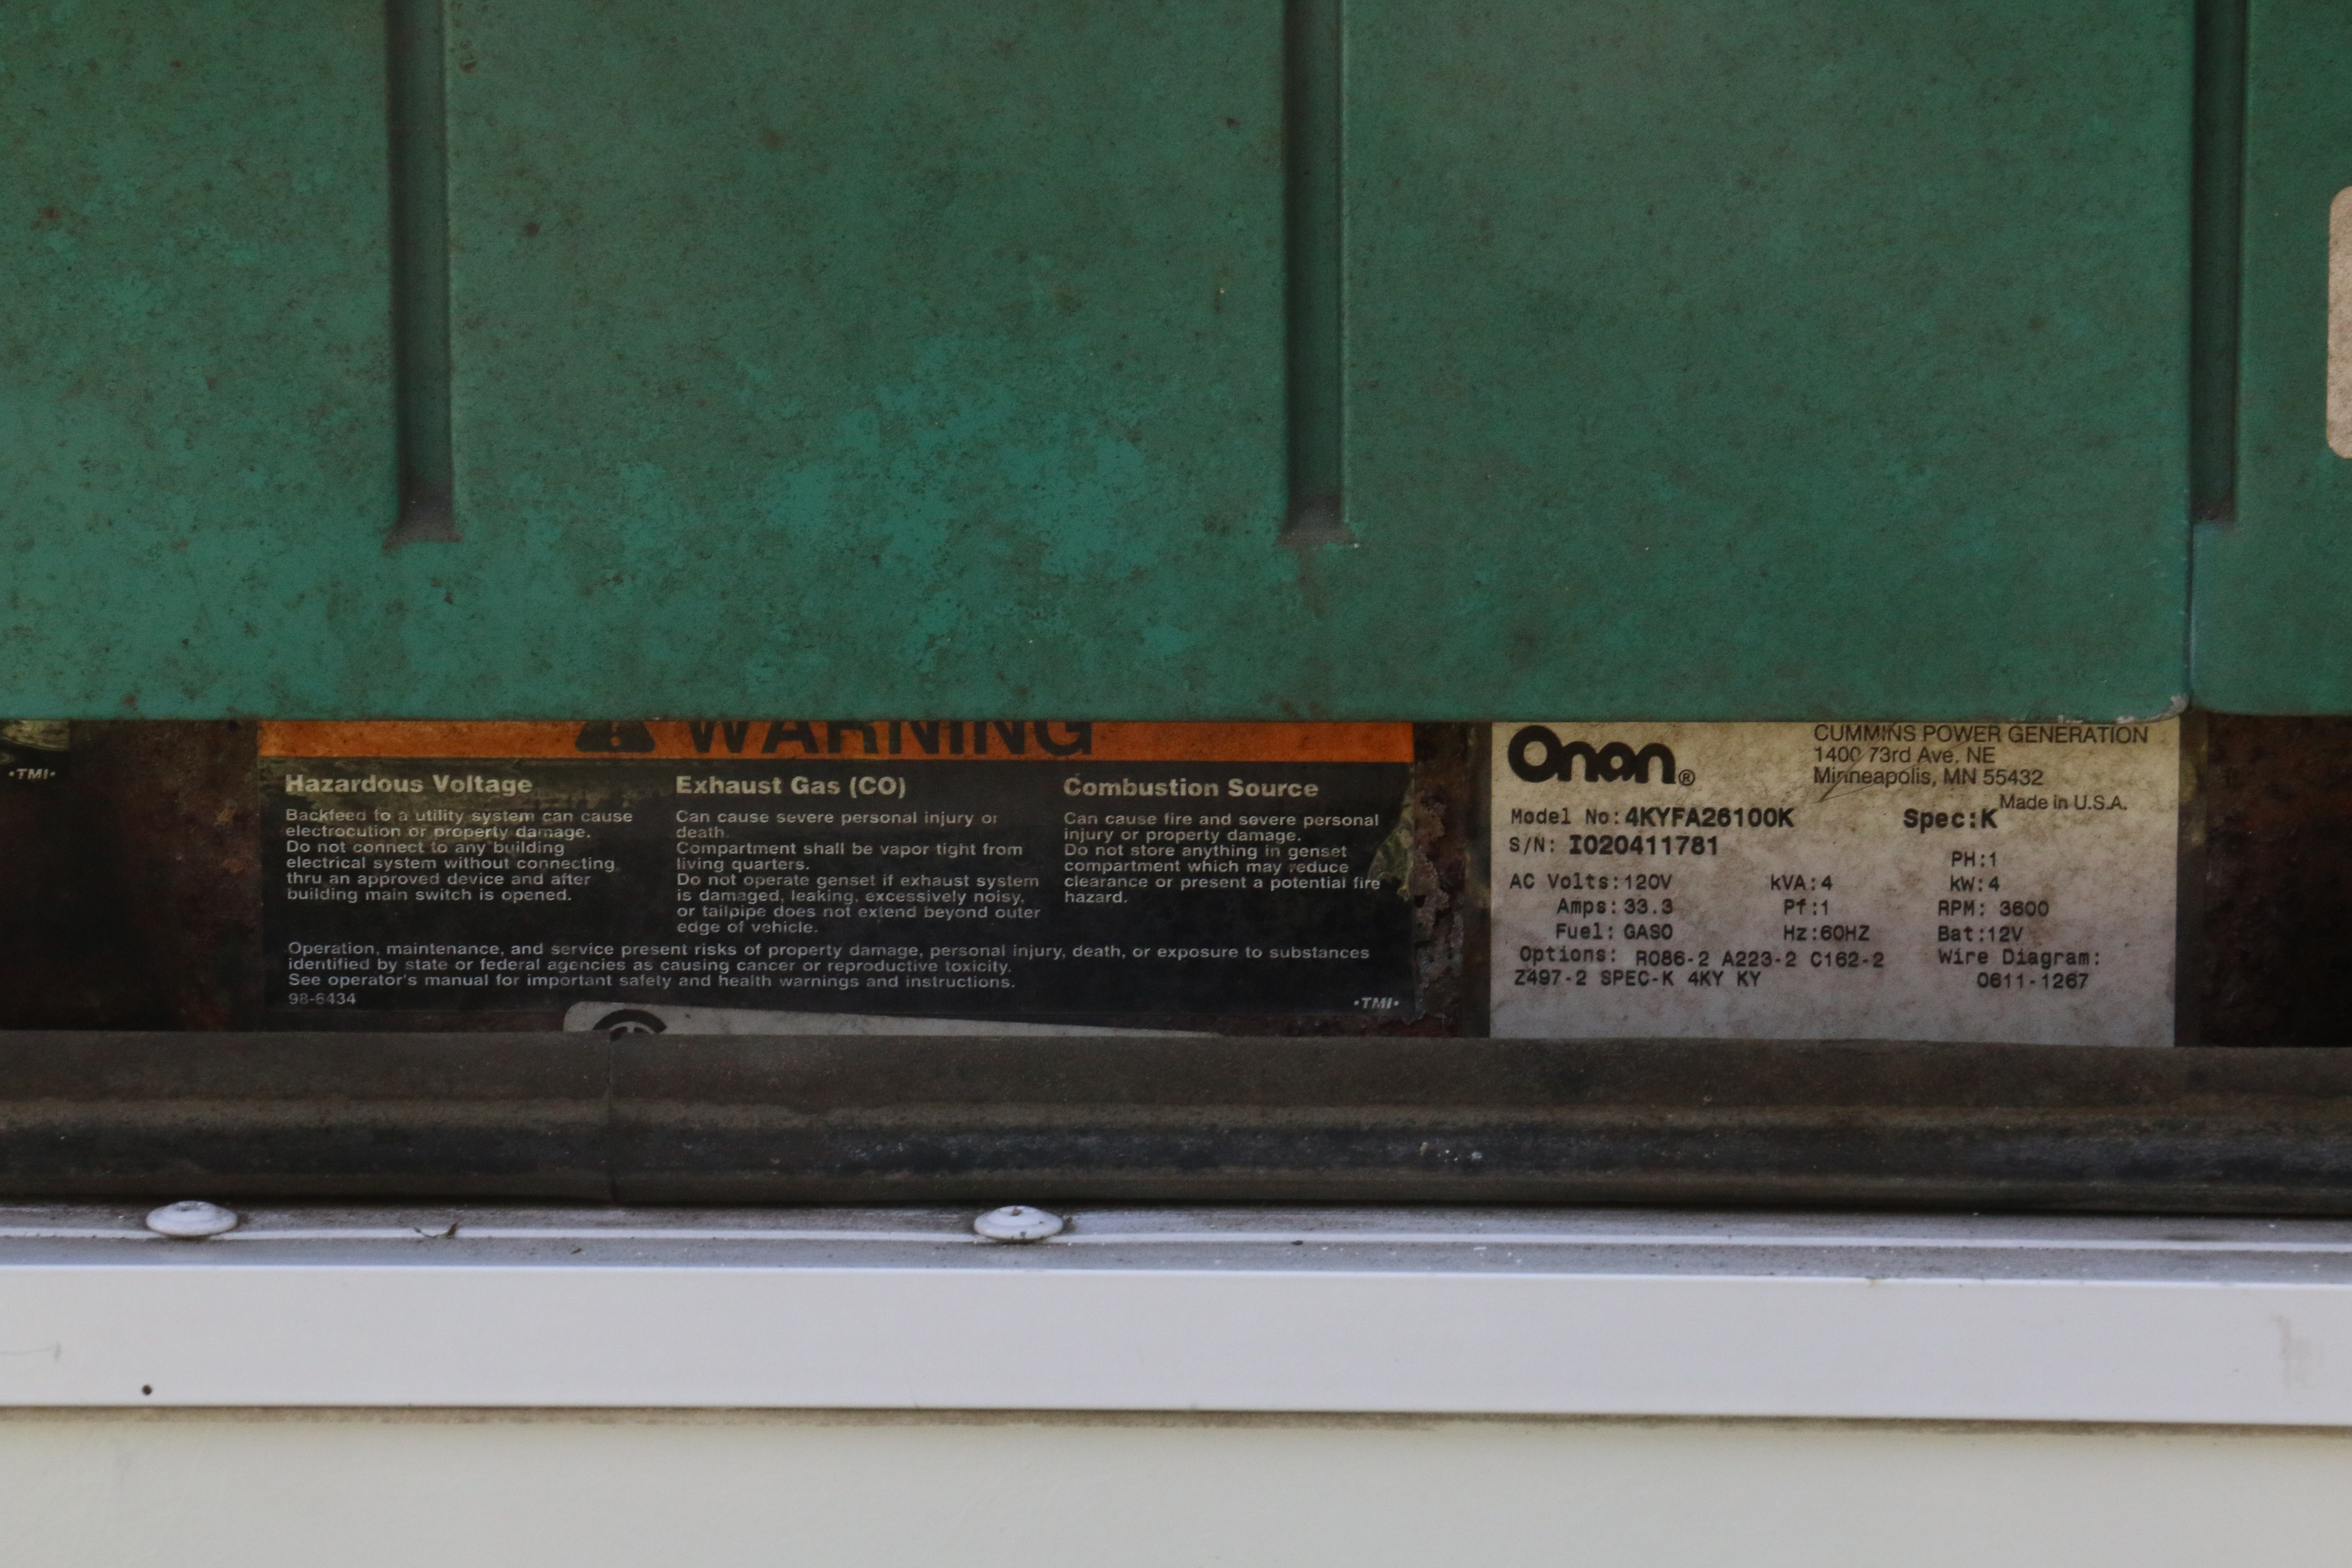 ·TMI·
WARNING
Hazardous Voltage
Backfeed to a utility system can cause
electrocution or property damage.
Do not connect to any building
electrical system without connecting
thru an approved device and after
building main switch is opened.
Exhaust Gas (CO)
Can cause severe personal injury or
death.
Compartment shall be vapor tight from
living quarters.
Do not operate genset if exhaust system
is damaged, leaking, excessively noisy,
or tailpipe does not extend beyond outer
edge of vehicle.
Combustion Source
Can cause fire and severe personal
injury or property damage.
Do not store anything in genset
compartment which may reduce
clearance or present a potential fire
hazard.
Operation, maintenance, and service present risks of property damage, personal injury, death, or exposure to substances
identified by state or federal agencies as causing cancer or reproductive toxicity.
See operator's manual for important safety and health warnings and instructions.
98-6434
·TMI·
Onan®
CUMMINS POWER GENERATION
1400 73rd Ave. NE
Minneapolis, MN 55432
Made in U.S.A.
Model No: 4KYFA26100K Spec:K
S/N: I020411781
PH:1
AC Volts:120V kVA:4 kW:4
Amps:33.3 Pf:1 RPM: 3600
Fuel: GASO Hz:60HZ Bat:12V
Options: R086-2 A223-2 C162-2 Wire Diagram:
Z497-2 SPEC-K 4KY KY 0611-1267